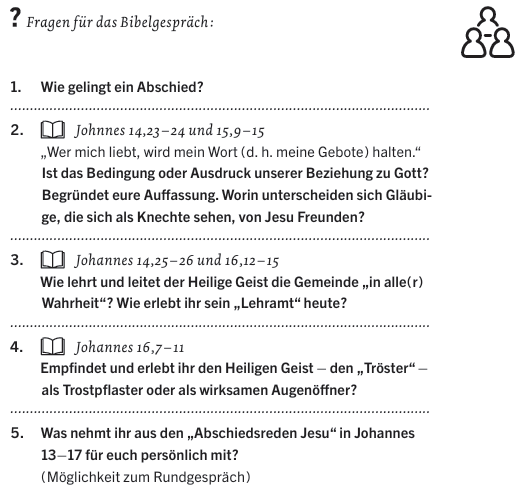 ? Fragen für das Bibelgespräch:
1. Wie gelingt ein Abschied?
2. Johnnes 14,23–24 und 15,9–15
„Wer mich liebt, wird mein Wort (d. h. meine Gebote) halten.“
Ist das Bedingung oder Ausdruck unserer Beziehung zu Gott?
Begründet eure Auffassung. Worin unterscheiden sich Gläubi-
ge, die sich als Knechte sehen, von Jesu Freunden?
3. Johannes 14,25–26 und 16,12–15
Wie lehrt und leitet der Heilige Geist die Gemeinde „in alle(r)
Wahrheit“? Wie erlebt ihr sein „Lehramt“ heute?
4. Johannes 16,7–11
Empfindet und erlebt ihr den Heiligen Geist – den „Tröster“ –
als Trostpflaster oder als wirksamen Augenöffner?
5. Was nehmt ihr aus den „Abschiedsreden Jesu“ in Johannes
13–17 für euch persönlich mit?
(Möglichkeit zum Rundgespräch)